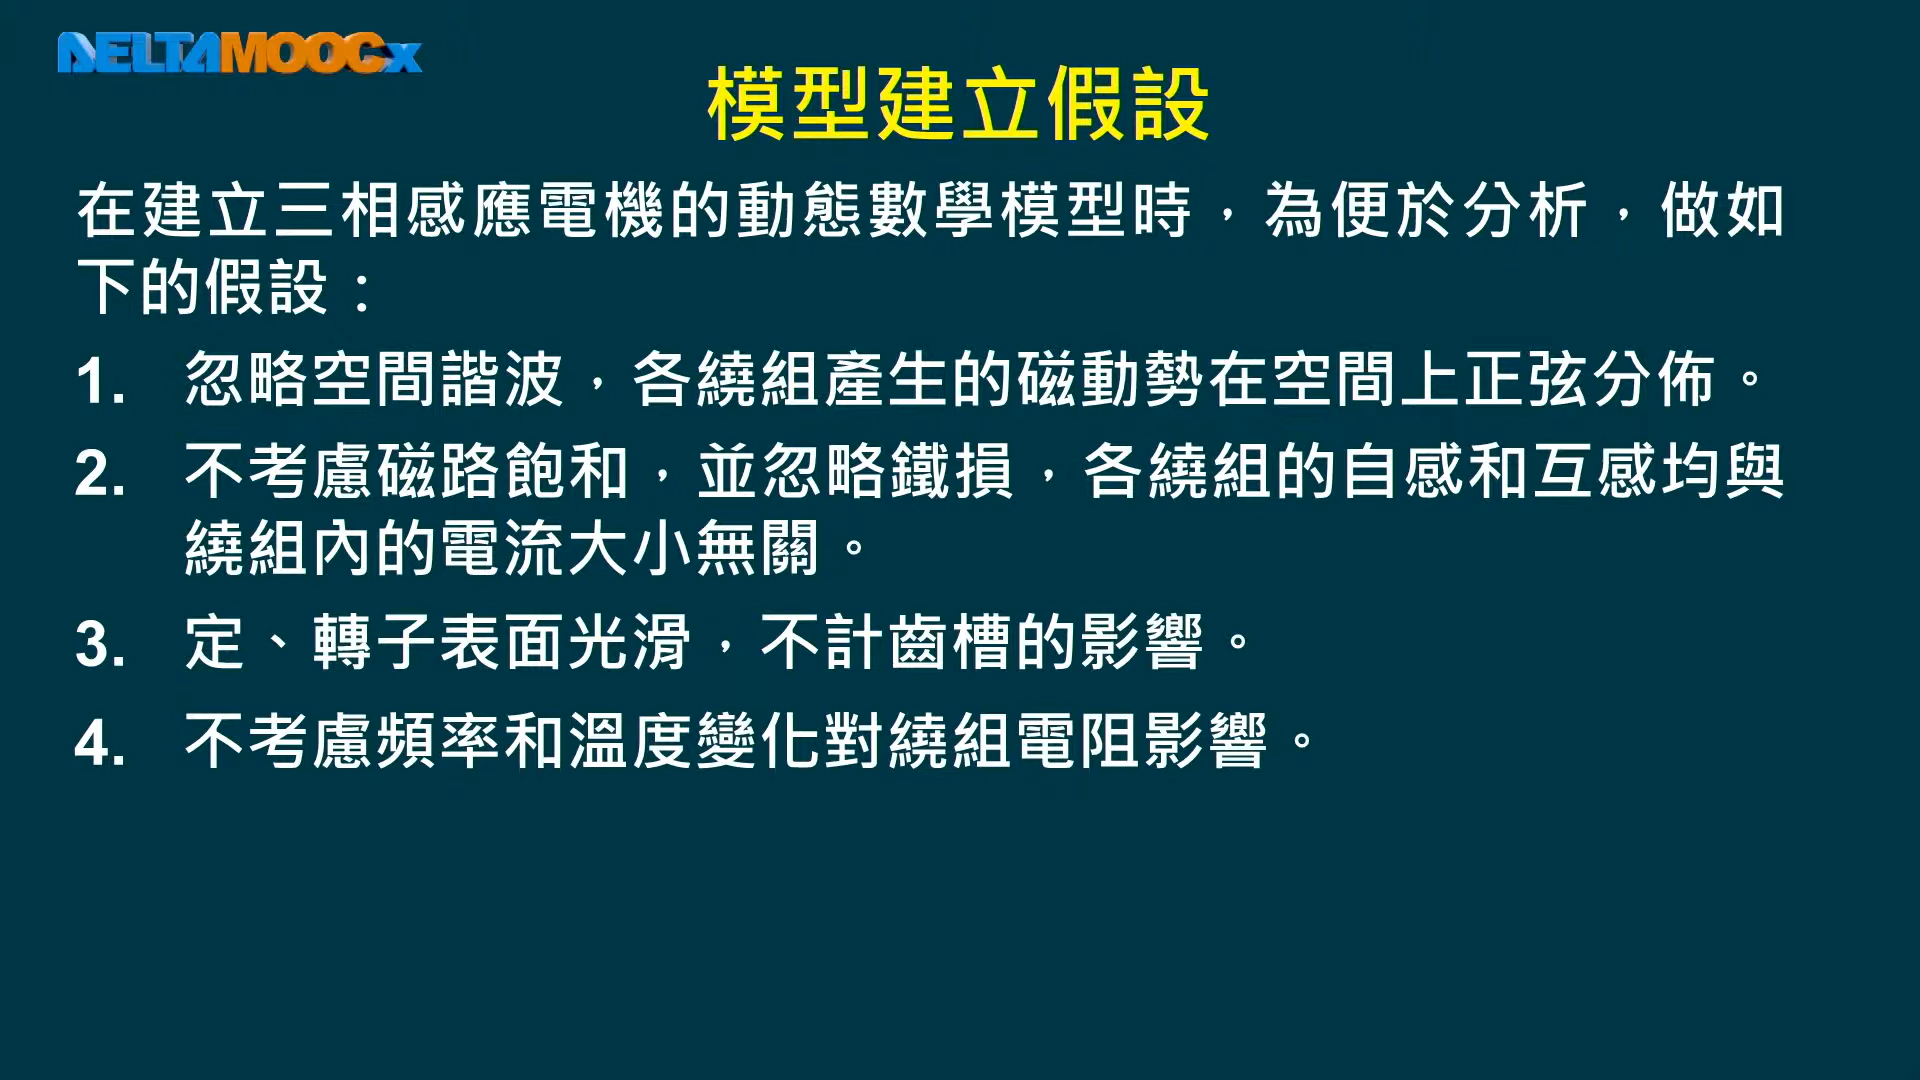 DELTAMOOCx
模型建立假設
在建立三相感應電機的動態數學模型時，為便於分析，做如
下的假設：
1. 忽略空間諧波，各繞組產生的磁動勢在空間上正弦分佈。
2. 不考慮磁路飽和，並忽略鐵損，各繞組的自感和互感均與
繞組內的電流大小無關。
3. 定、轉子表面光滑，不計齒槽的影響。
4. 不考慮頻率和溫度變化對繞組電阻影響。